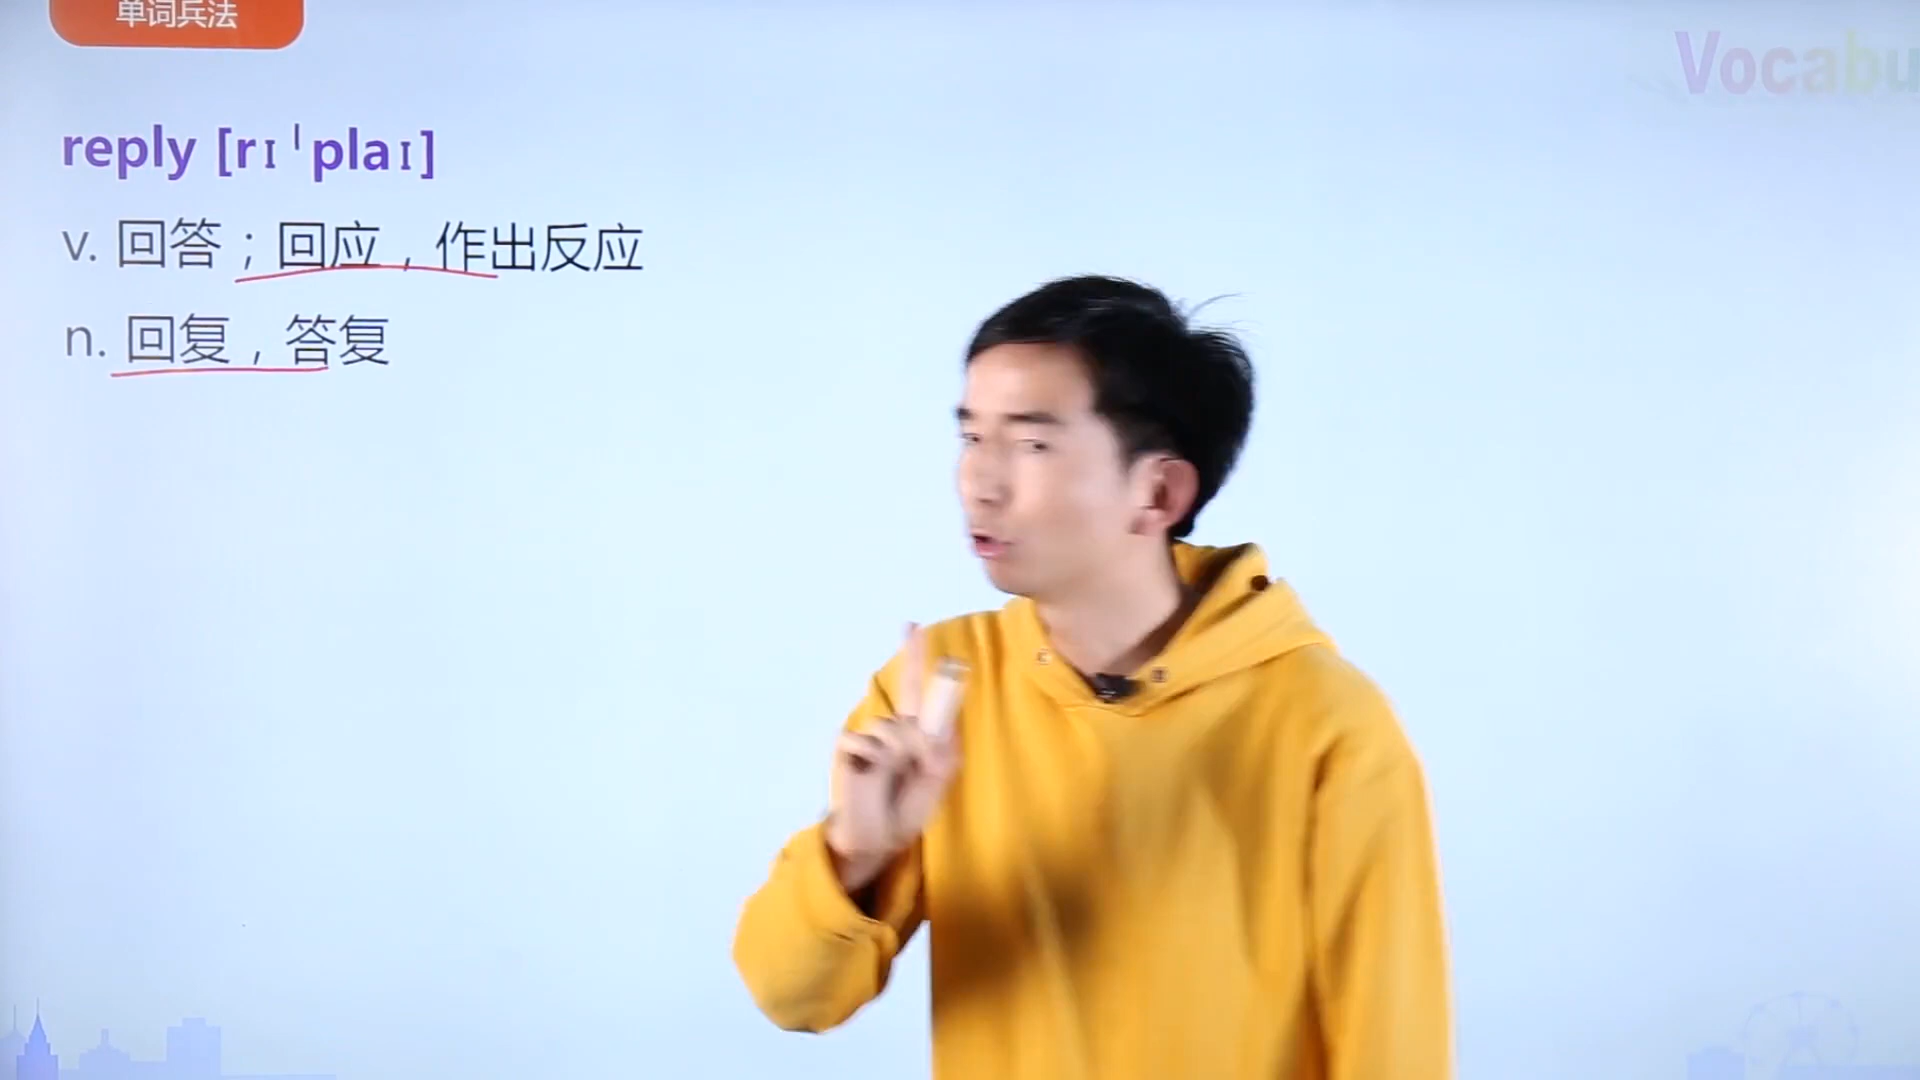 单词兵法
Vocabu
reply [rɪˈplaɪ]
v. 回答；回应，作出反应
n. 回复，答复